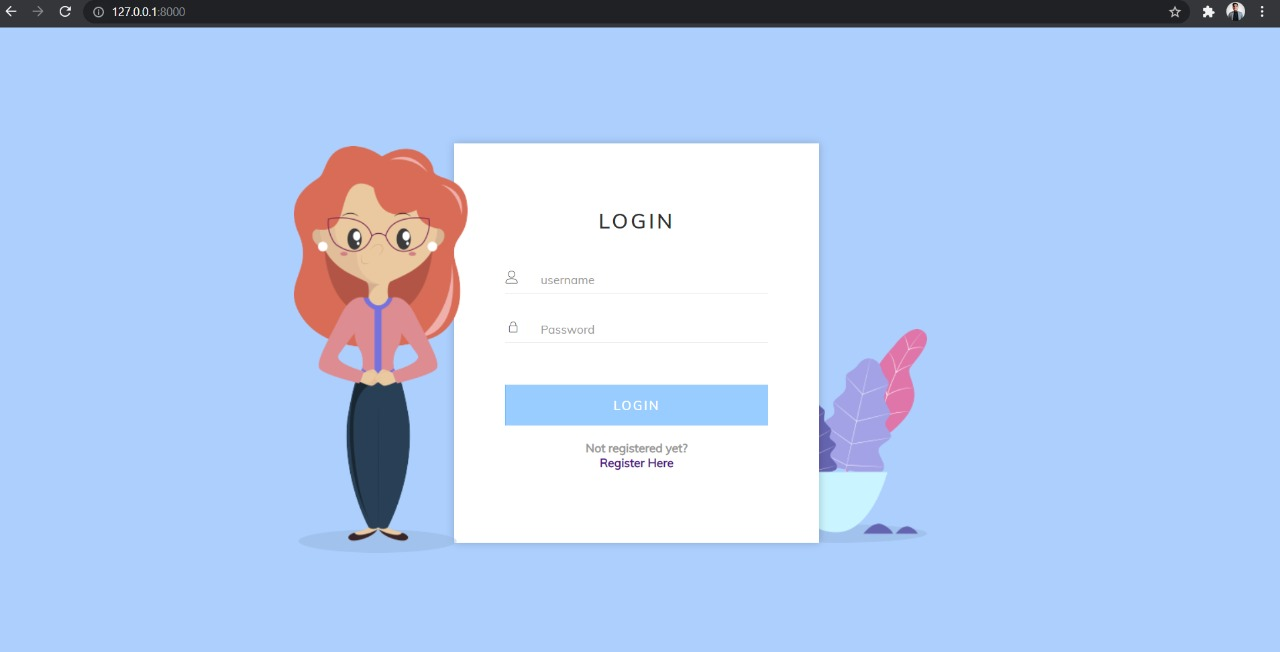 127.0.0.1:8000
LOGIN
username
Password
LOGIN
Not registered yet?
Register Here